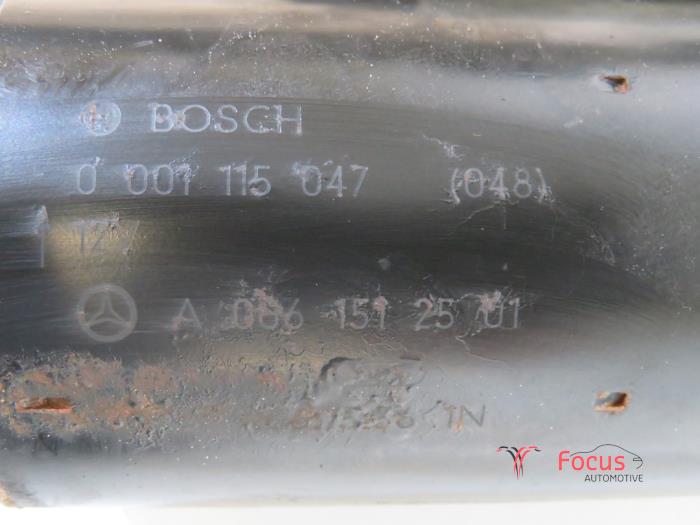 BOSCH
0 001 115 047 (048)
12V
A 006 151 25 01
Focus
AUTOMOTIVE